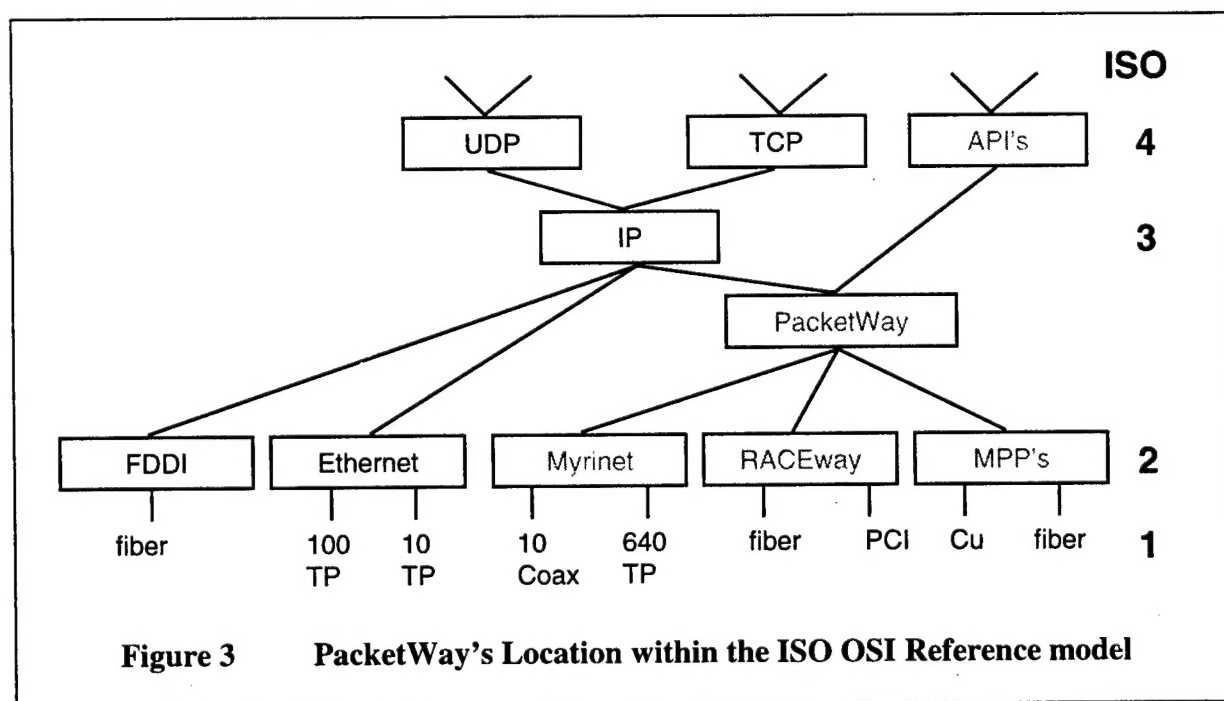 ISO
UDP TCP API's 4
IP 3
PacketWay
FDDI Ethernet Myrinet RACEway MPP's 2
fiber 100 TP 10 TP 10 Coax 640 TP fiber PCI Cu fiber 1
Figure 3 PacketWay's Location within the ISO OSI Reference model